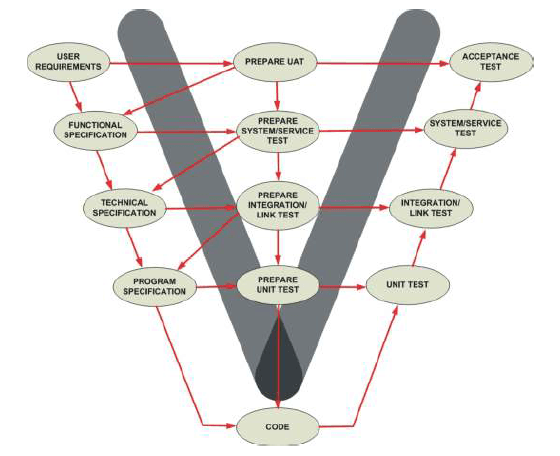 USER
REQUIREMENTS
PREPARE UAT
ACCEPTANCE
TEST
FUNCTIONAL
SPECIFICATION
PREPARE
SYSTEM/SERVICE
TEST
SYSTEM/SERVICE
TEST
TECHNICAL
SPECIFICATION
PREPARE
INTEGRATION/
LINK TEST
INTEGRATION/
LINK TEST
PROGRAM
SPECIFICATION
PREPARE
UNIT TEST
UNIT TEST
CODE